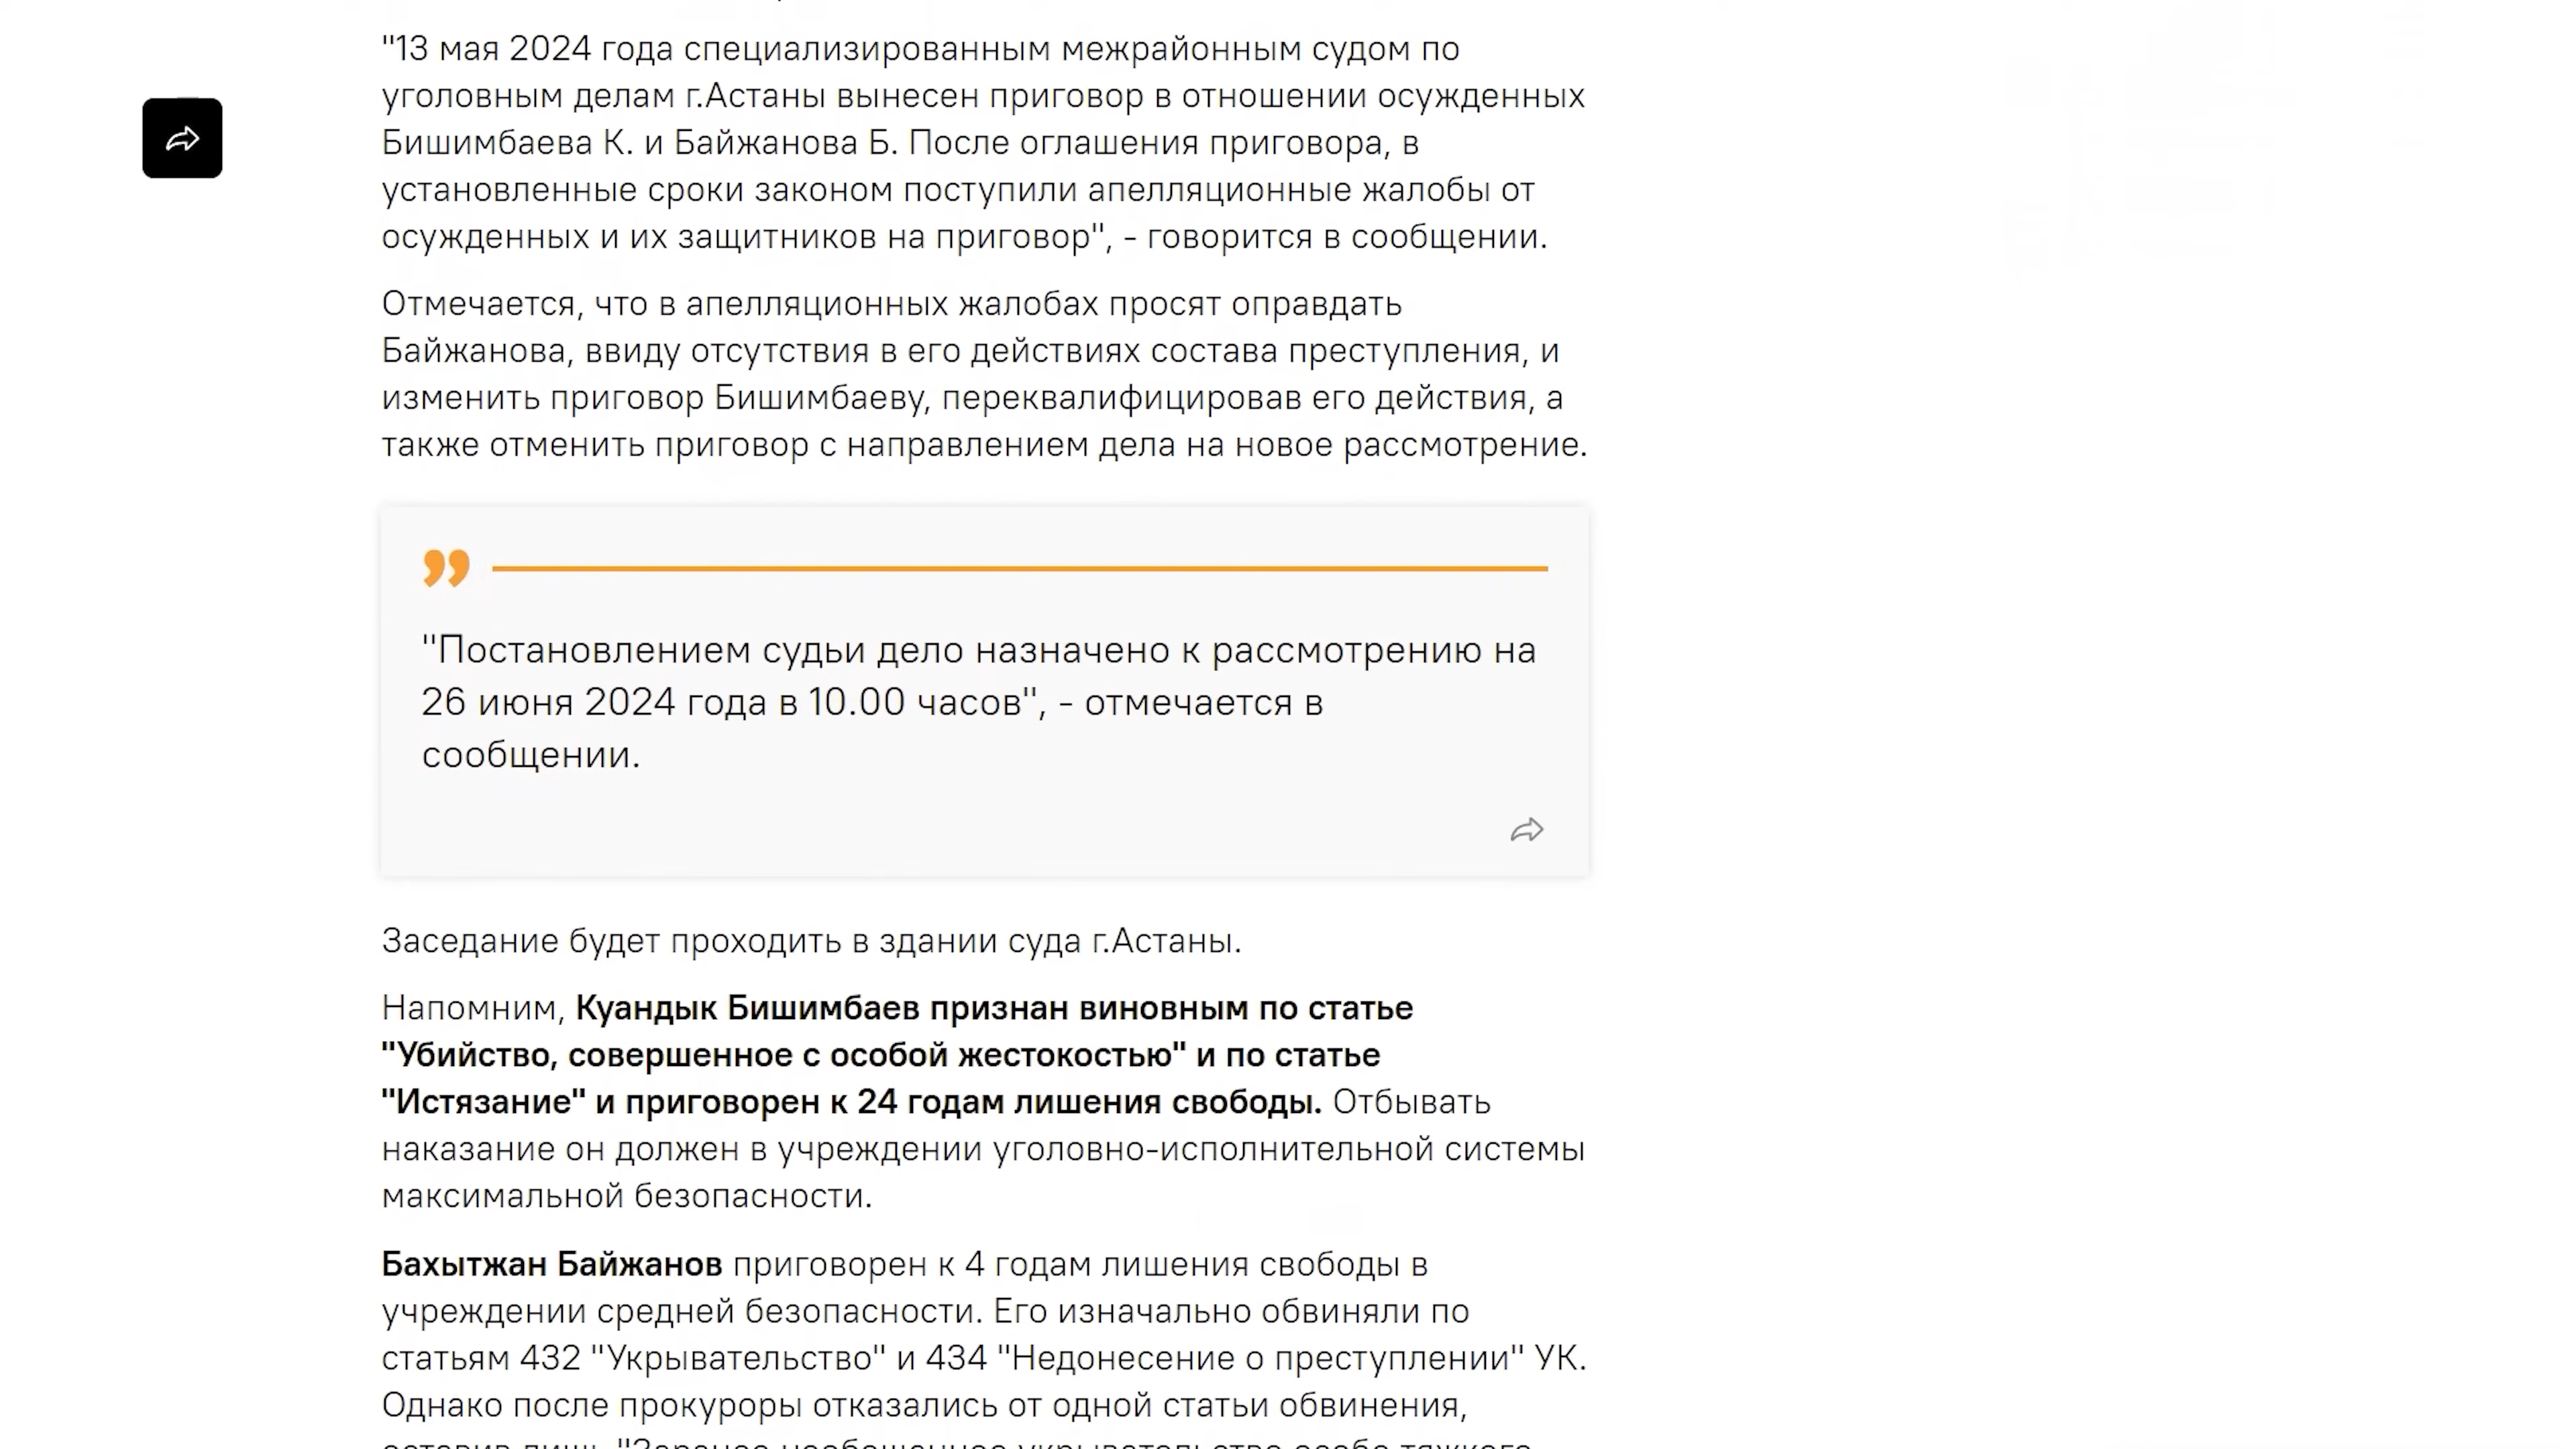 "13 мая 2024 года специализированным межрайонным судом по
уголовным делам г.Астаны вынесен приговор в отношении осужденных
Бишимбаева К. и Байжанова Б. После оглашения приговора, в
установленные сроки законом поступили апелляционные жалобы от
осужденных и их защитников на приговор", - говорится в сообщении.
Отмечается, что в апелляционных жалобах просят оправдать
Байжанова, ввиду отсутствия в его действиях состава преступления, и
изменить приговор Бишимбаеву, переквалифицировав его действия, а
также отменить приговор с направлением дела на новое рассмотрение.
"Постановлением судьи дело назначено к рассмотрению на
26 июня 2024 года в 10.00 часов", - отмечается в
сообщении.
Заседание будет проходить в здании суда г.Астаны.
Напомним, Куандык Бишимбаев признан виновным по статье
"Убийство, совершенное с особой жестокостью" и по статье
"Истязание" и приговорен к 24 годам лишения свободы. Отбывать
наказание он должен в учреждении уголовно-исполнительной системы
максимальной безопасности.
Бахытжан Байжанов приговорен к 4 годам лишения свободы в
учреждении средней безопасности. Его изначально обвиняли по
статьям 432 "Укрывательство" и 434 "Недонесение о преступлении" УК.
Однако после прокуроры отказались от одной статьи обвинения,